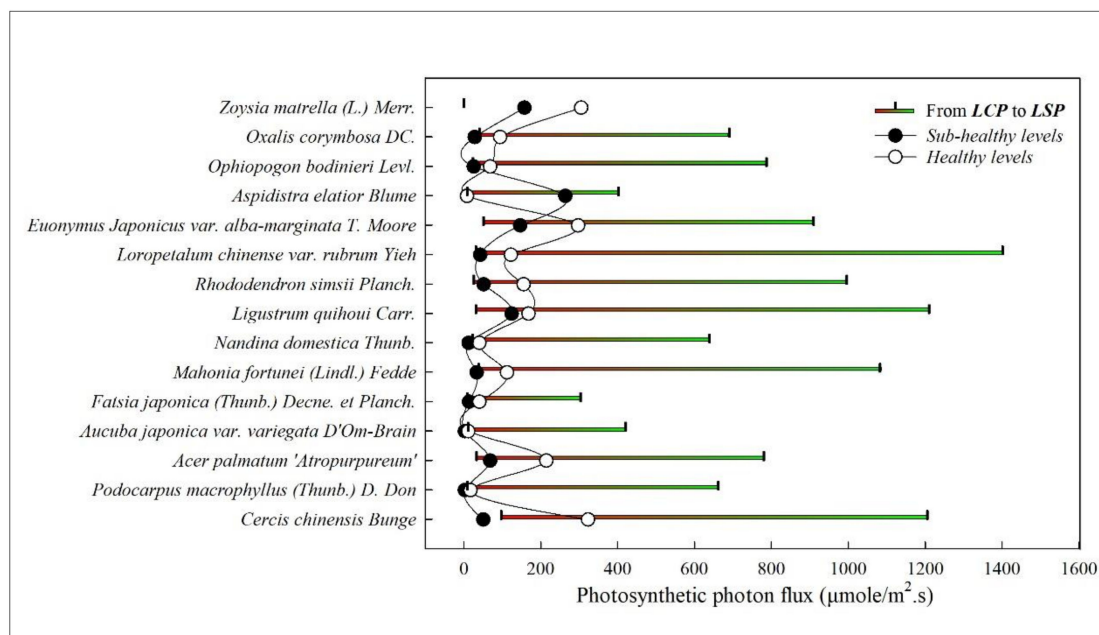 Zoysia matrella (L.) Merr.
Oxalis corymbosa DC.
Ophiopogon bodinieri Levl.
Aspidistra elatior Blume
Euonymus Japonicus var. alba-marginata T. Moore
Loropetalum chinense var. rubrum Yieh
Rhododendron simsii Planch.
Ligustrum quihoui Carr.
Nandina domestica Thunb.
Mahonia fortunei (Lindl.) Fedde
Fatsia japonica (Thunb.) Decne. et Planch.
Aucuba japonica var. variegata D'Om-Brain
Acer palmatum 'Atropurpureum'
Podocarpus macrophyllus (Thunb.) D. Don
Cercis chinensis Bunge
From LCP to LSP
Sub-healthy levels
Healthy levels
0 200 400 600 800 1000 1200 1400 1600
Photosynthetic photon flux (μmole/m².s)